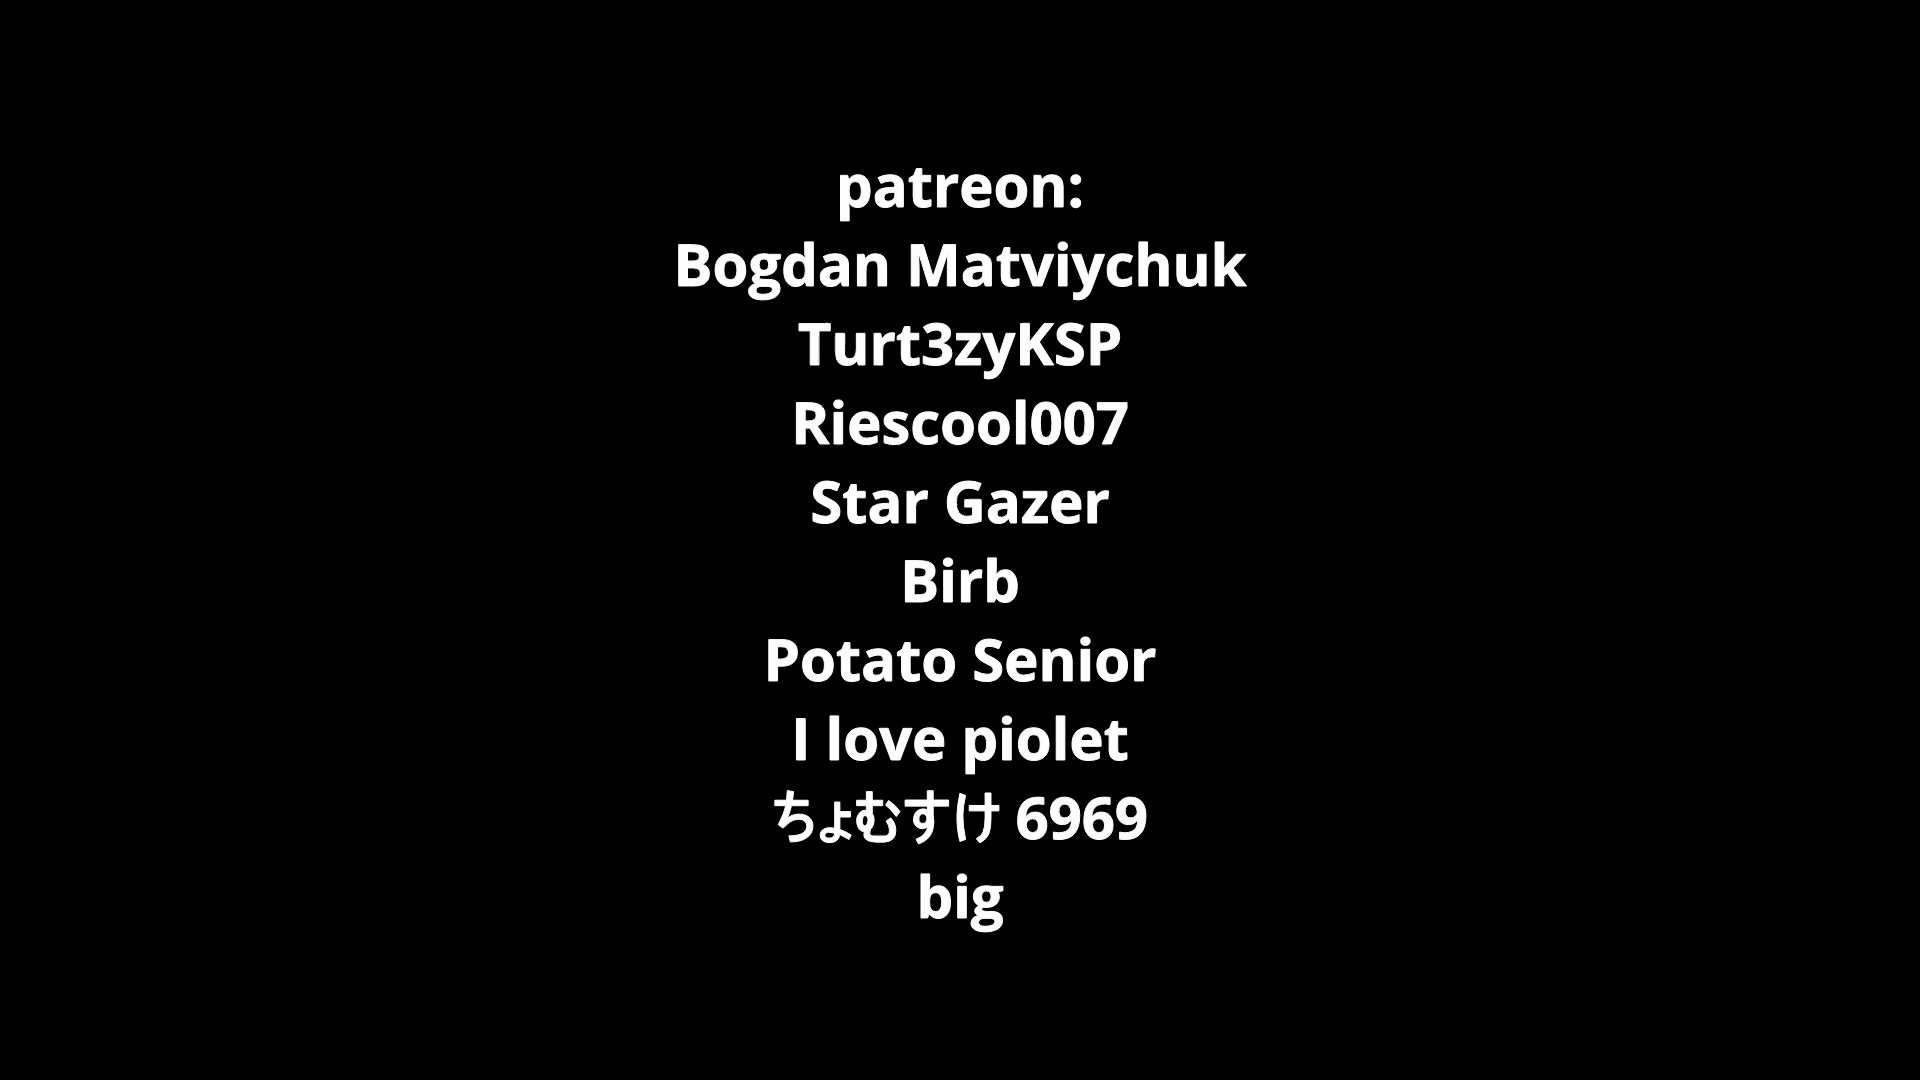 patreon:
Bogdan Matviychuk
Turt3zyKSP
Riescool007
Star Gazer
Birb
Potato Senior
I love piolet
ちょむすけ 6969
big